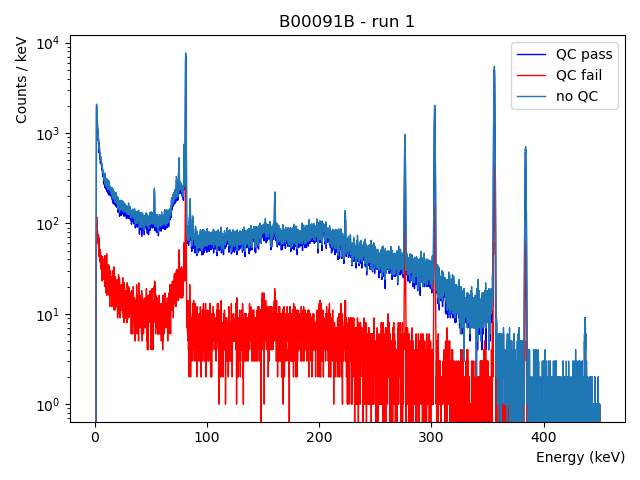 B00091B - run 1
Counts / keV
10^4
10^3
10^2
10^1
10^0
QC pass
QC fail
no QC
0 100 200 300 400
Energy (keV)